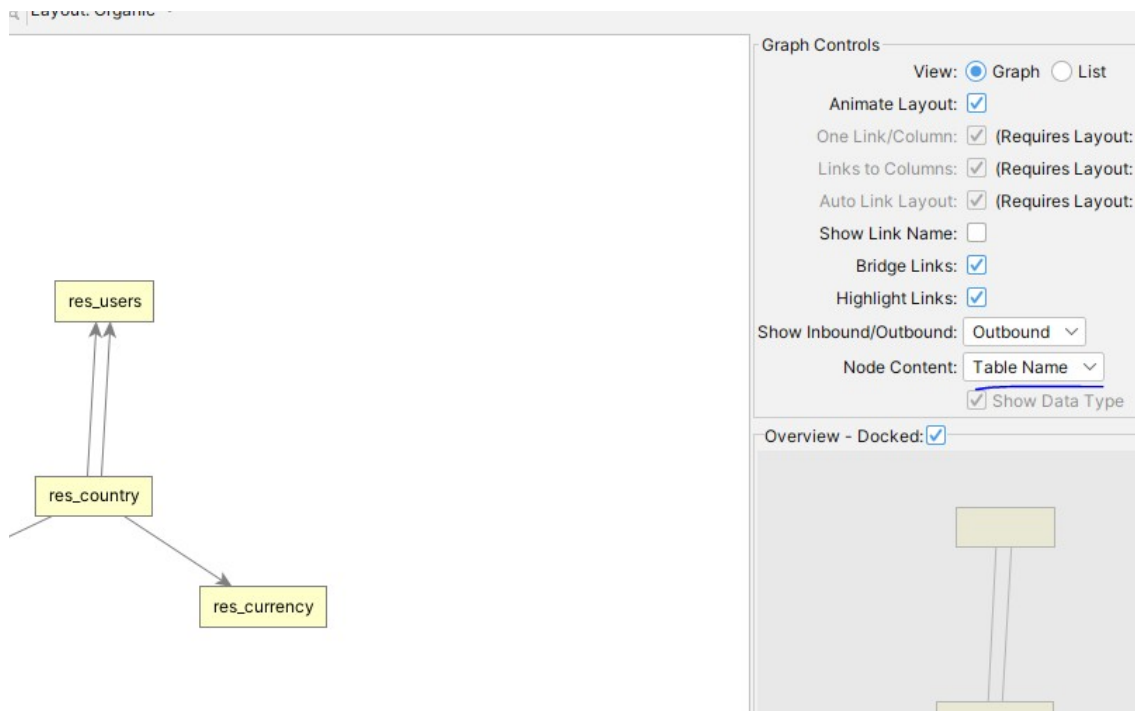 Layout: Organic
Graph Controls
View: Graph List
Animate Layout:
One Link/Column: (Requires Layout:
Links to Columns: (Requires Layout:
Auto Link Layout: (Requires Layout:
Show Link Name:
Bridge Links:
Highlight Links:
Show Inbound/Outbound: Outbound
Node Content: Table Name
Show Data Type
Overview - Docked:
res_users
res_country
res_currency